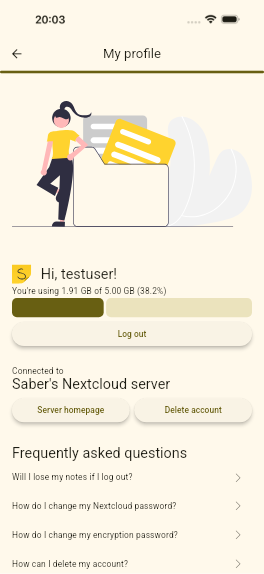 20:03
My profile
Hi, testuser!
You're using 1.91 GB of 5.00 GB (38.2%)
Log out
Connected to
Saber's Nextcloud server
Server homepage
Delete account
Frequently asked questions
Will I lose my notes if I log out?
How do I change my Nextcloud password?
How do I change my encryption password?
How can I delete my account?